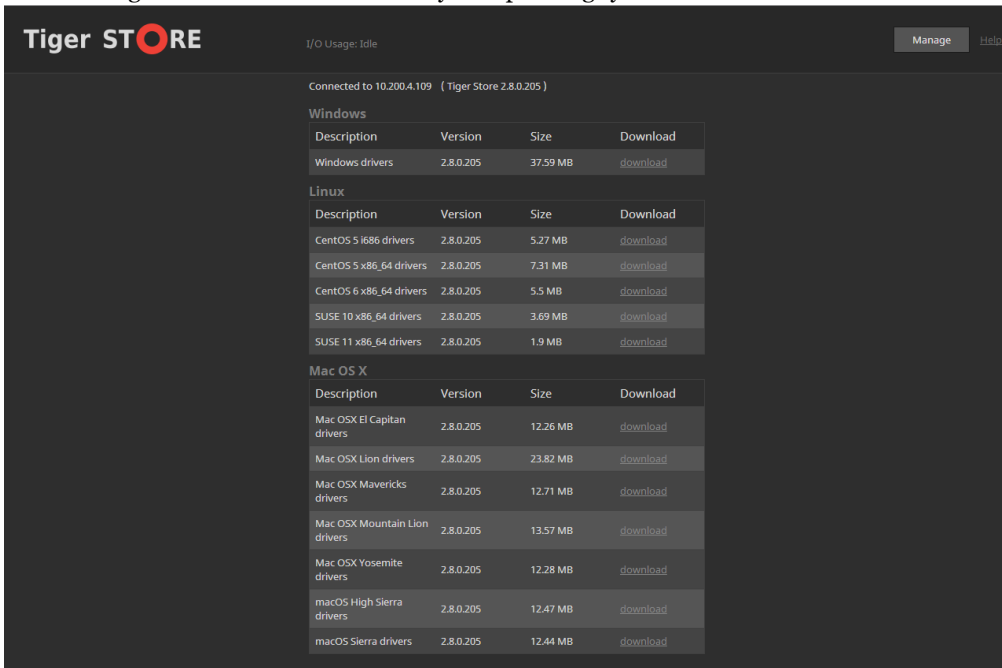 Tiger STORE
I/O Usage: Idle
Manage
Help
Connected to 10.200.4.109 ( Tiger Store 2.8.0.205 )
Windows
Description Version Size Download
Windows drivers 2.8.0.205 37.59 MB download
Linux
Description Version Size Download
CentOS 5 i686 drivers 2.8.0.205 5.27 MB download
CentOS 5 x86_64 drivers 2.8.0.205 7.31 MB download
CentOS 6 x86_64 drivers 2.8.0.205 5.5 MB download
SUSE 10 x86_64 drivers 2.8.0.205 3.69 MB download
SUSE 11 x86_64 drivers 2.8.0.205 1.9 MB download
Mac OS X
Description Version Size Download
Mac OSX El Capitan
drivers 2.8.0.205 12.26 MB download
Mac OSX Lion drivers 2.8.0.205 23.82 MB download
Mac OSX Mavericks
drivers 2.8.0.205 12.71 MB download
Mac OSX Mountain Lion
drivers 2.8.0.205 13.57 MB download
Mac OSX Yosemite
drivers 2.8.0.205 12.28 MB download
macOS High Sierra
drivers 2.8.0.205 12.47 MB download
macOS Sierra drivers 2.8.0.205 12.44 MB download